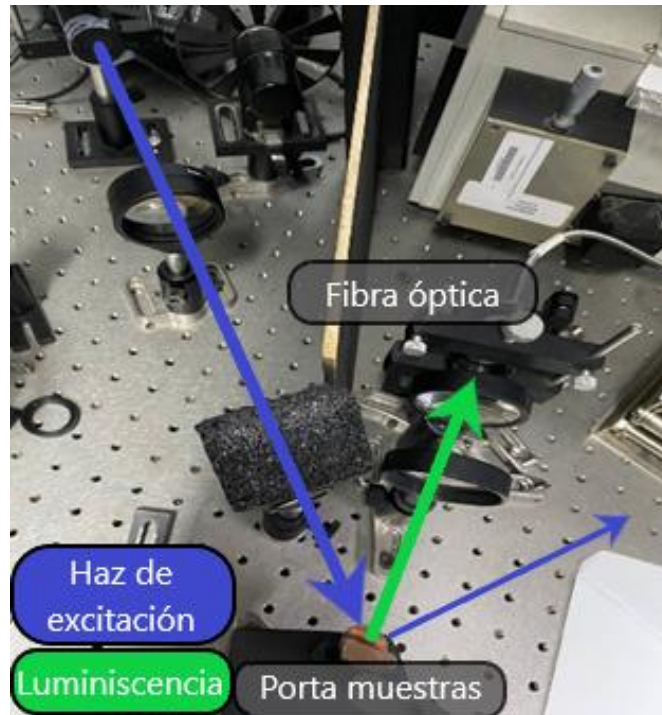 Fibra óptica
Haz de
excitación
Luminiscencia
Porta muestras